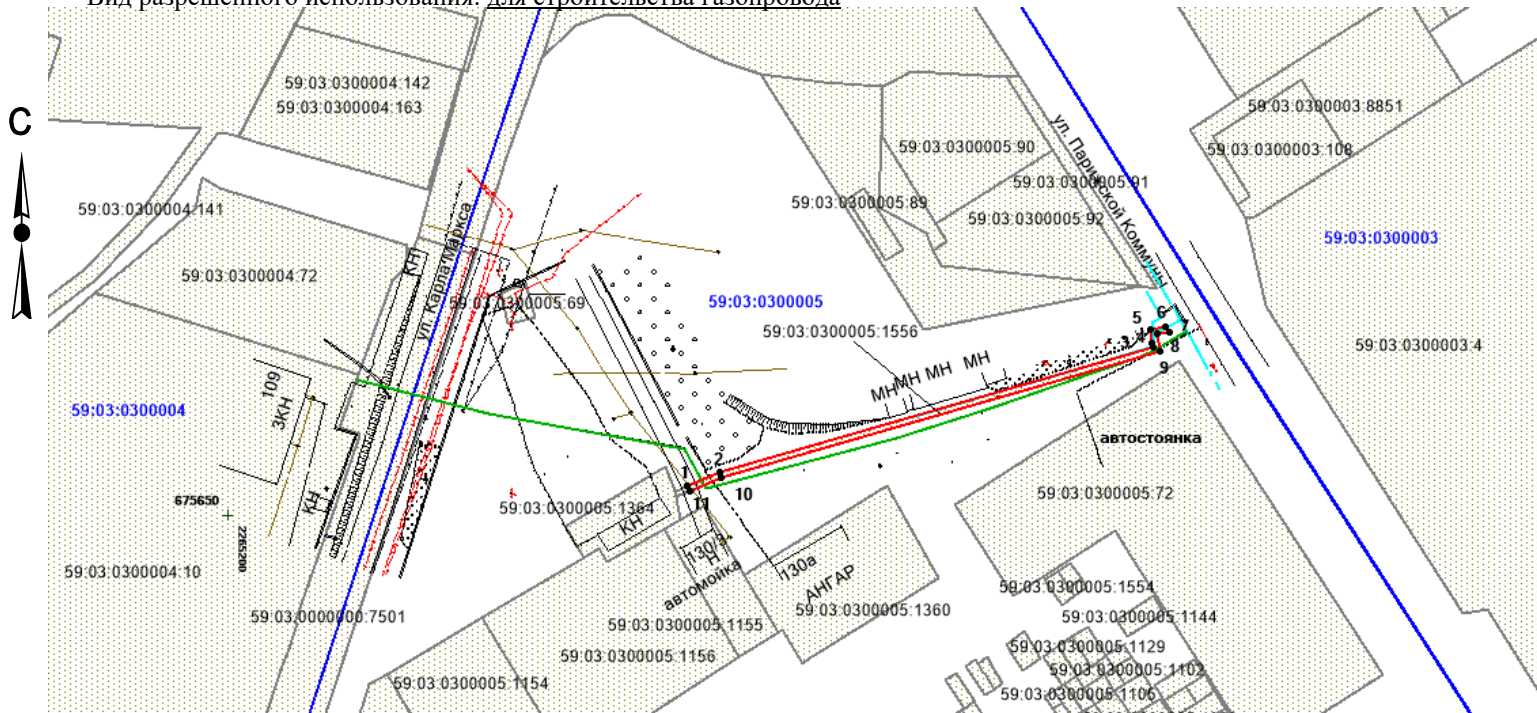 Вид разрешенного использования: для строительства газопровода
С
59:03:0300004:142
59:03:0300004:163
59:03:0300003:8851
59:03:0300003:108
ул. Парижской Коммуны
59:03:0300005:90
59:03:0300005:91
59:03:0300005:89
59:03:0300005:92
59:03:0300004:141
ул. Карла Маркса
59:03:0300003
КН
59:03:0300004:72
59:03:0300005:69
59:03:0300005
59:03:0300005:1556
5
6
7
3
4
8
9
59:03:0300003:4
МН
МН
МН
МН
109
3КН
59:03:0300004
автостоянка
1
2
10
11
675650
2265200
КН
59:03:0300005:1364
КН
59:03:0300005:72
130/3
Н
автомойка
130а
АНГАР
59:03:0300004:10
59:03:0000000:7501
59:03:0300005:1155
59:03:0300005:1156
59:03:0300005:1154
59:03:0300005:1360
59:03:0300005:1554
59:03:0300005:1144
59:03:0300005:1129
59:03:0300005:1102
59:03:0300005:1106